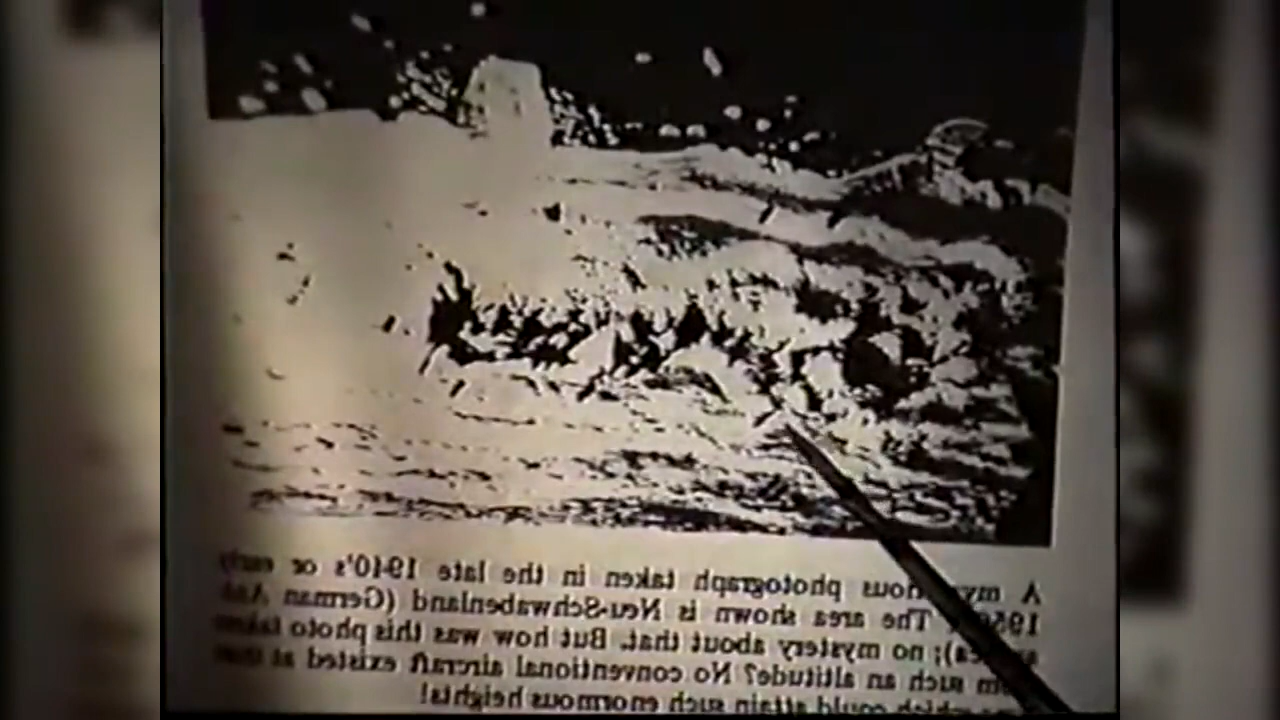 A photograph taken in the late 1940's or early
The area shown is Neu-Schwabenland (German
no mystery about that. But how was this photo taken
such an altitude? No conventional aircraft existed at that
which could attain such enormous heights!